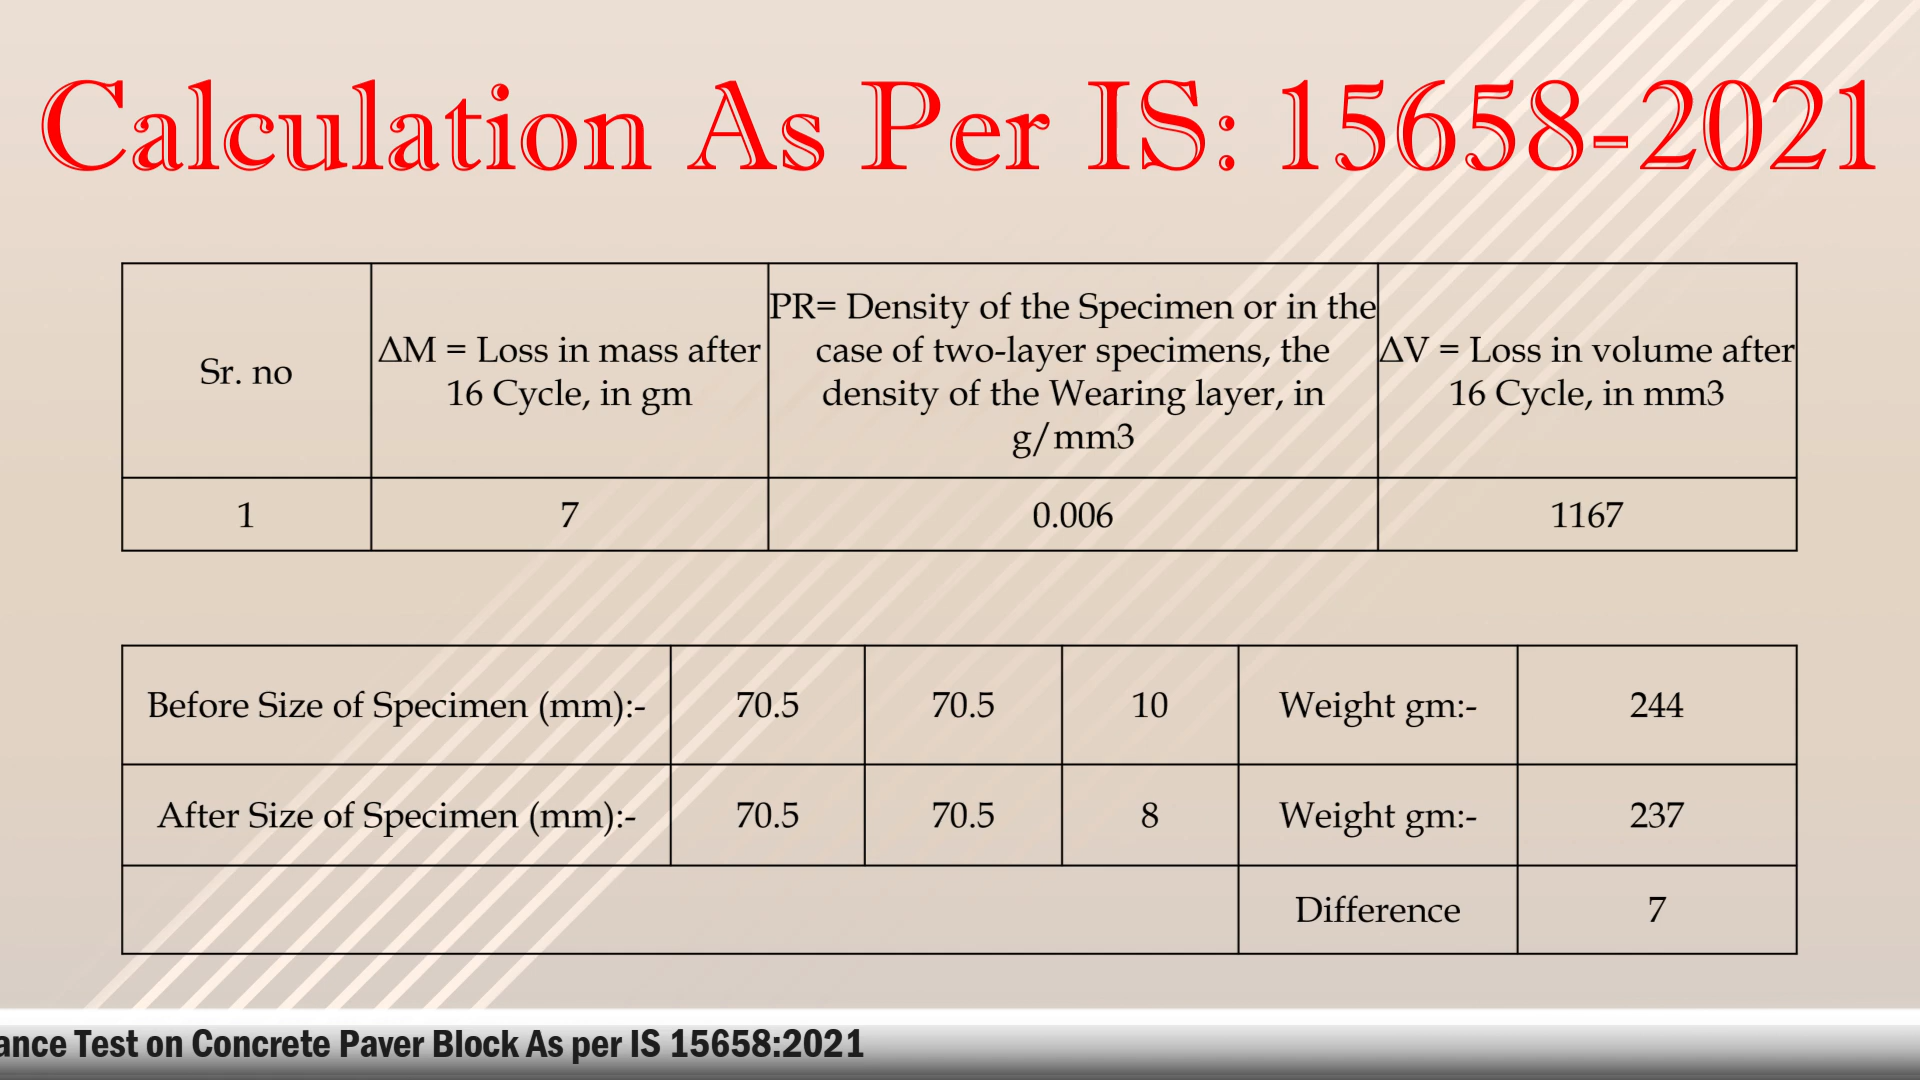 Calculation As Per IS: 15658-2021
Sr. no
ΔM = Loss in mass after
16 Cycle, in gm
PR= Density of the Specimen or in the
case of two-layer specimens, the
density of the Wearing layer, in
g/mm3
ΔV = Loss in volume after
16 Cycle, in mm3
1 7 0.006 1167
Before Size of Specimen (mm):- 70.5 70.5 10 Weight gm:- 244
After Size of Specimen (mm):- 70.5 70.5 8 Weight gm:- 237
Difference 7
Test on Concrete Paver Block As per IS 15658:2021